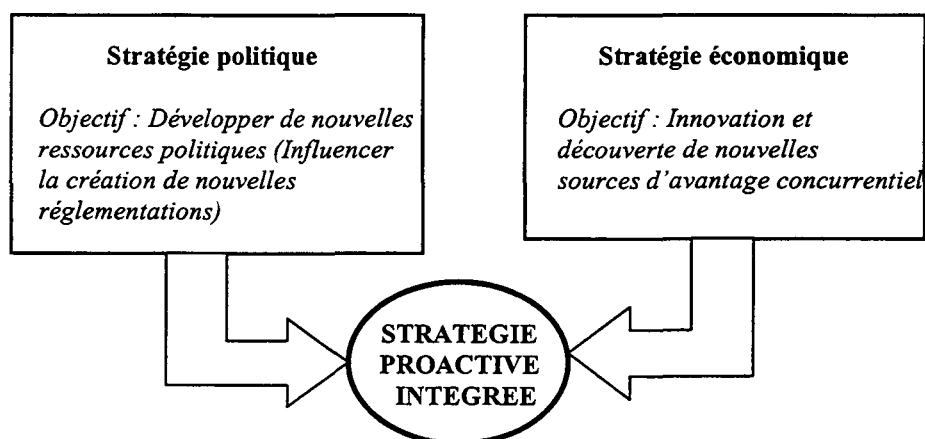 Stratégie politique
Objectif : Développer de nouvelles
ressources politiques (Influencer
la création de nouvelles
réglementations)
Stratégie économique
Objectif : Innovation et
découverte de nouvelles
sources d'avantage concurrentiel
STRATEGIE
PROACTIVE
INTEGREE